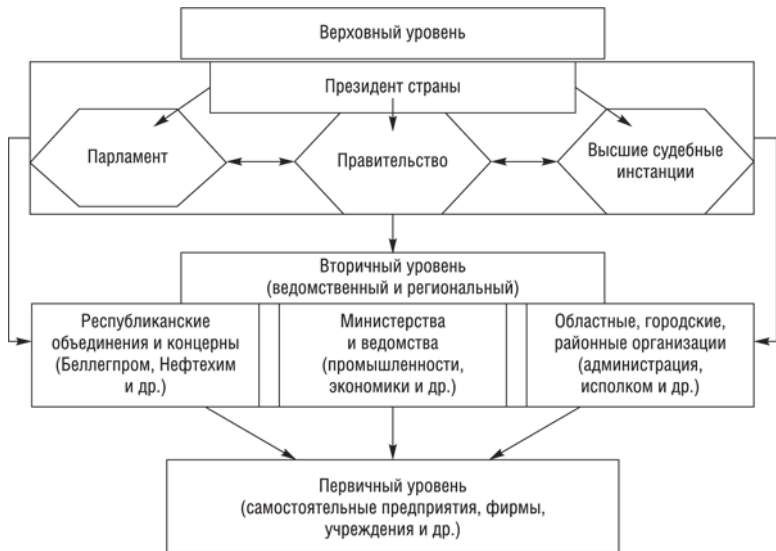 Верховный уровень
Президент страны
Парламент
Правительство
Высшие судебные
инстанции
Вторичный уровень
(ведомственный и региональный)
Республиканские
объединения и концерны
(Беллегпром, Нефтехим
и др.)
Министерства
и ведомства
(промышленности,
экономики и др.)
Областные, городские,
районные организации
(администрация,
исполком и др.)
Первичный уровень
(самостоятельные предприятия, фирмы,
учреждения и др.)